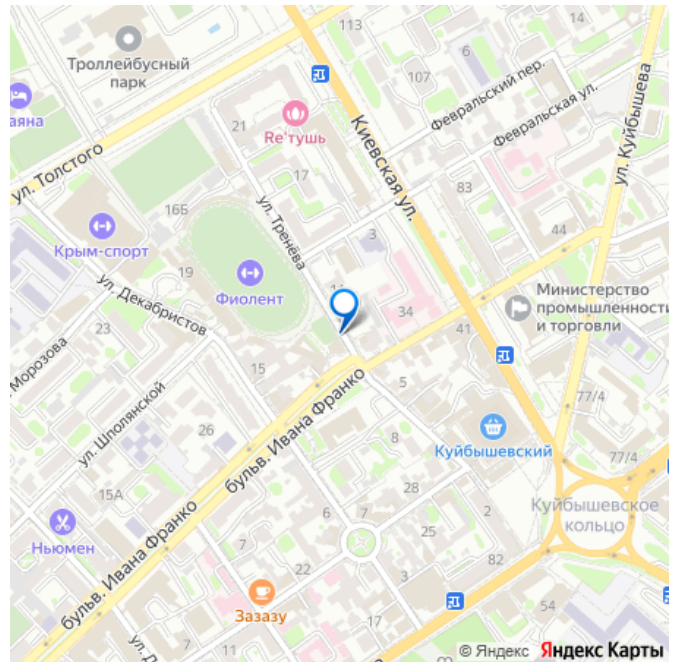 113
6
Троллейбусный
парк
107
Февральский пер.
ул. Куйбышева
аяна
21
Re'тушь
Киевская ул.
Февральская ул.
17
83
ул. Толстого
16Б
ул. Тренёва
3
44
Крым-спорт
19
Фиолент
Министерство
промышленности
и торговли
34
ул. Декабристов
41
23
Морозова
15
5
77/4
ул. Шполянской
бульв. Ивана Франко
26
8
Куйбышевский
77/4
15А
28
Куйбышевское
кольцо
Ньюмен
бульв. Ивана Франко
6
7
25
2
7
22
3
82
Зазазу
54
11
ул. Д
© Яндекс Яндекс Карты